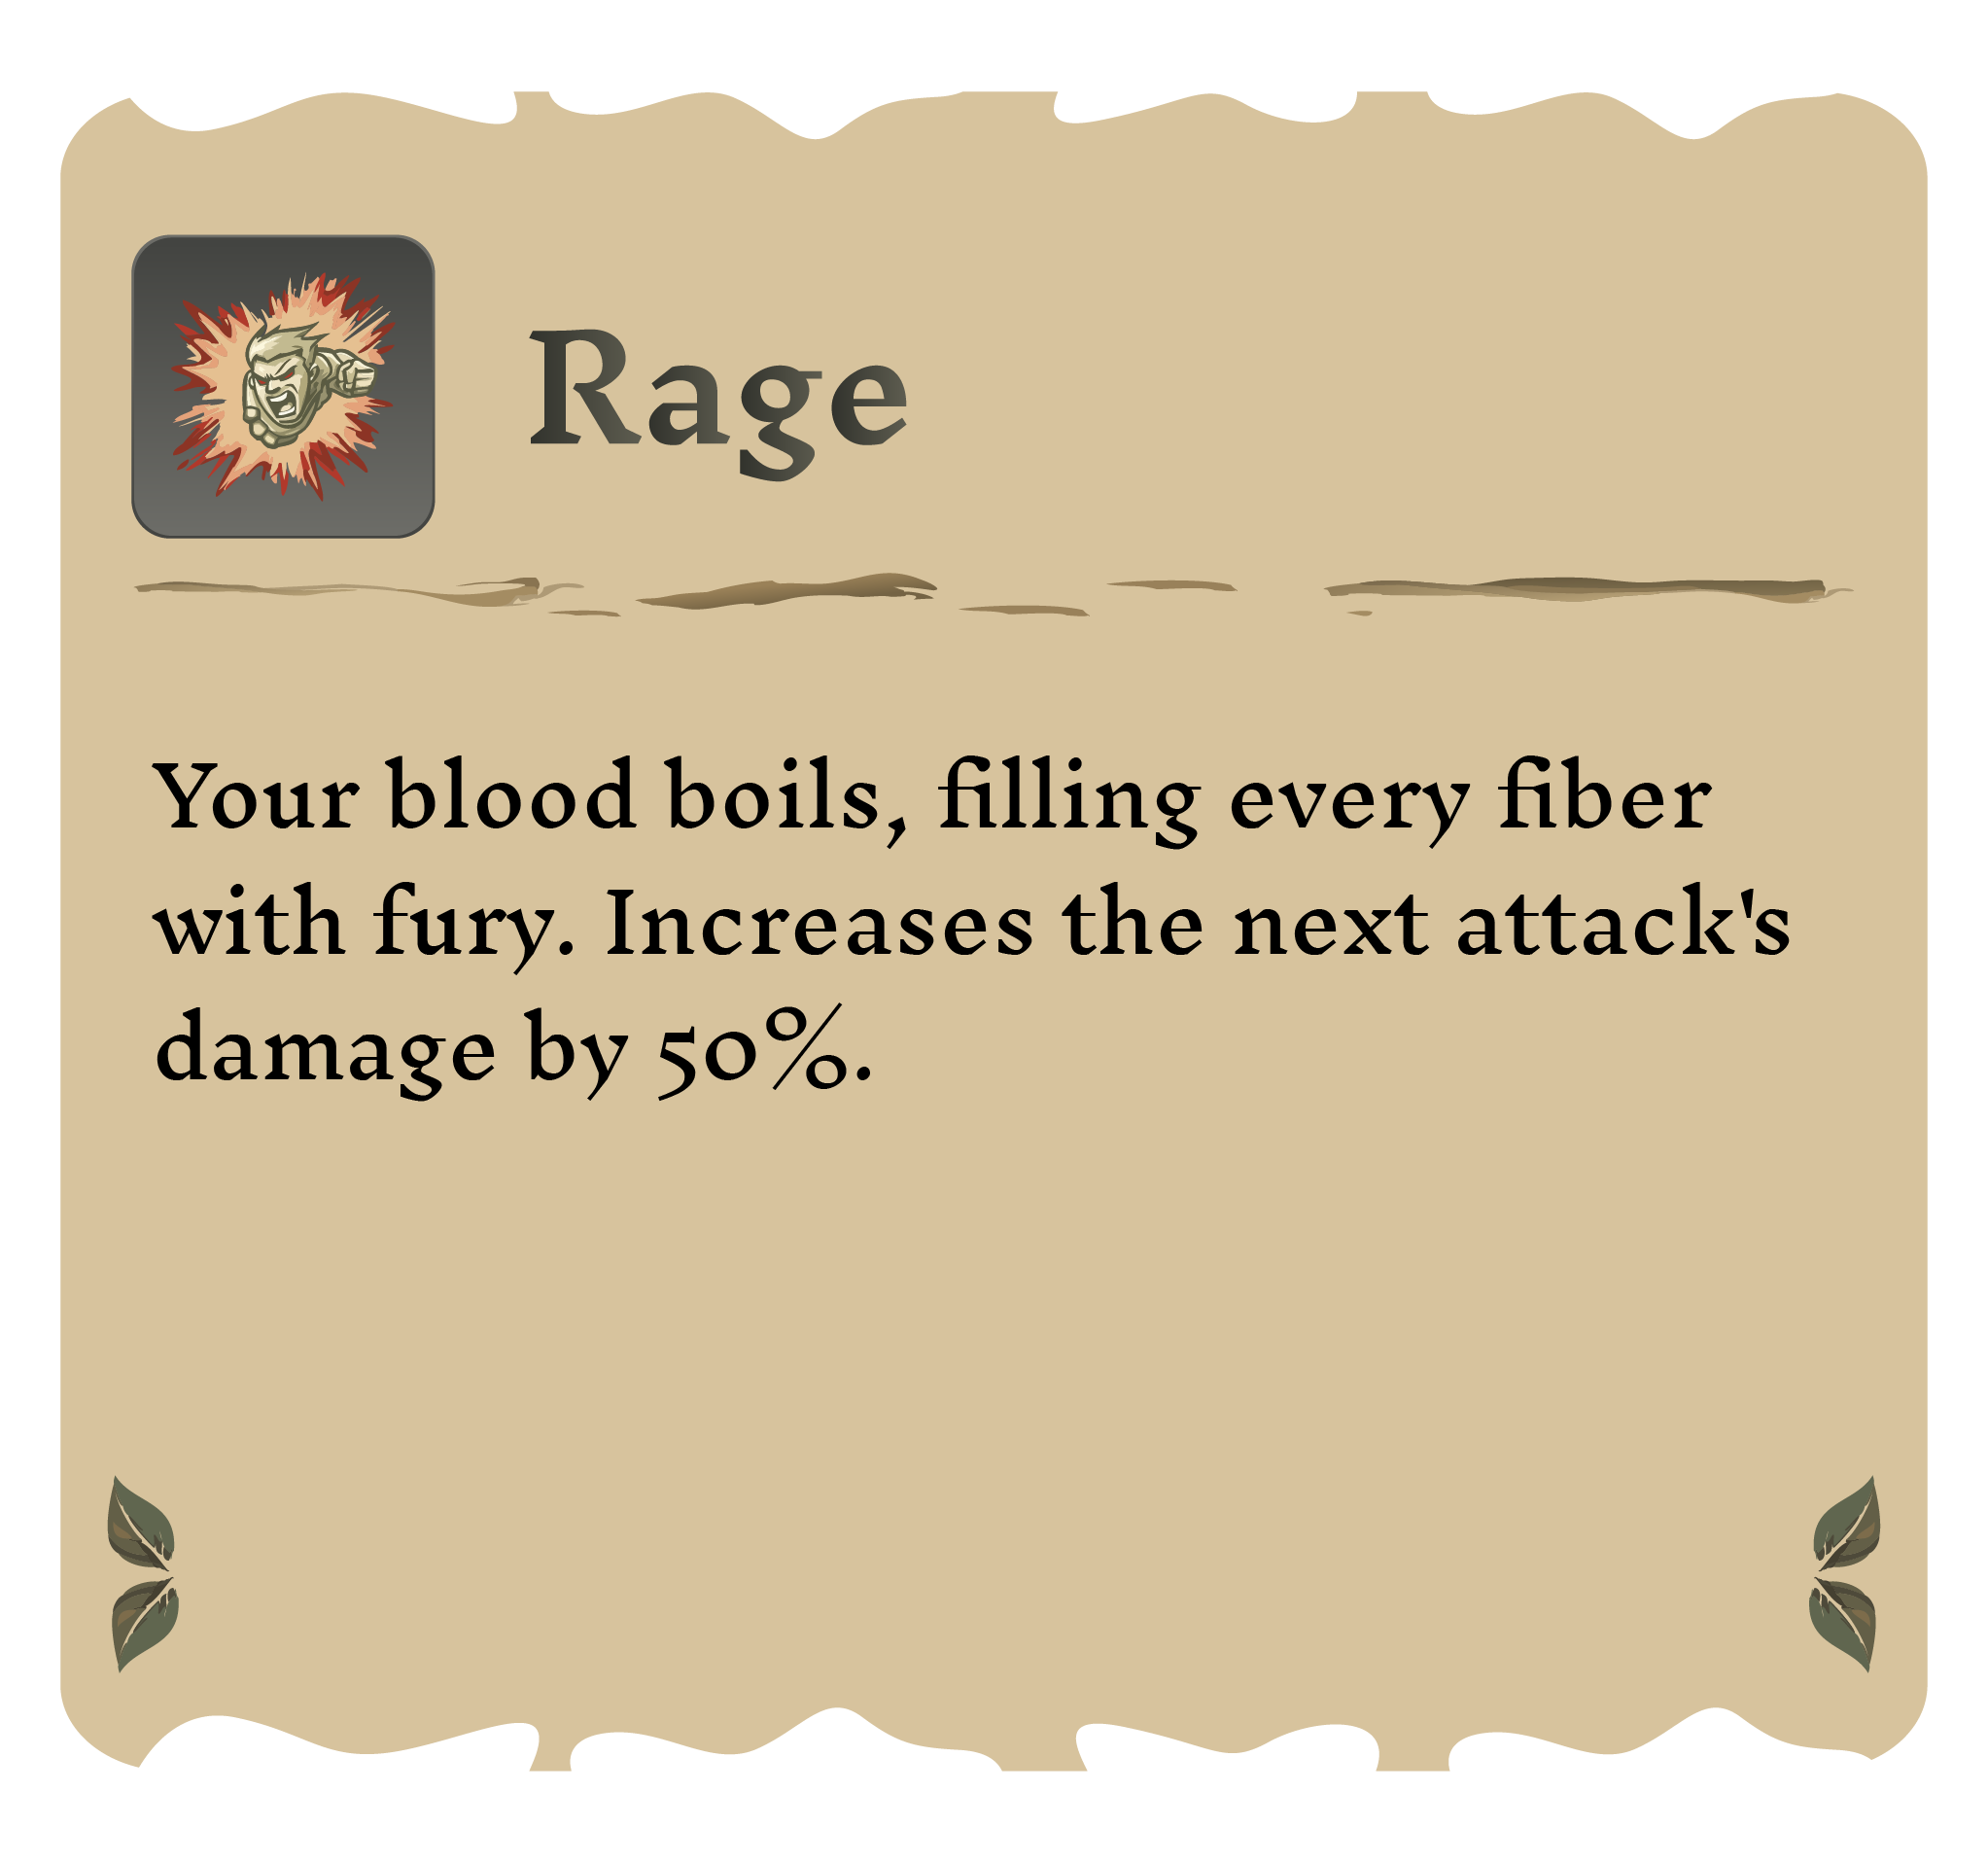 Rage
Your blood boils, filling every fiber
with fury. Increases the next attack's
damage by 50%.